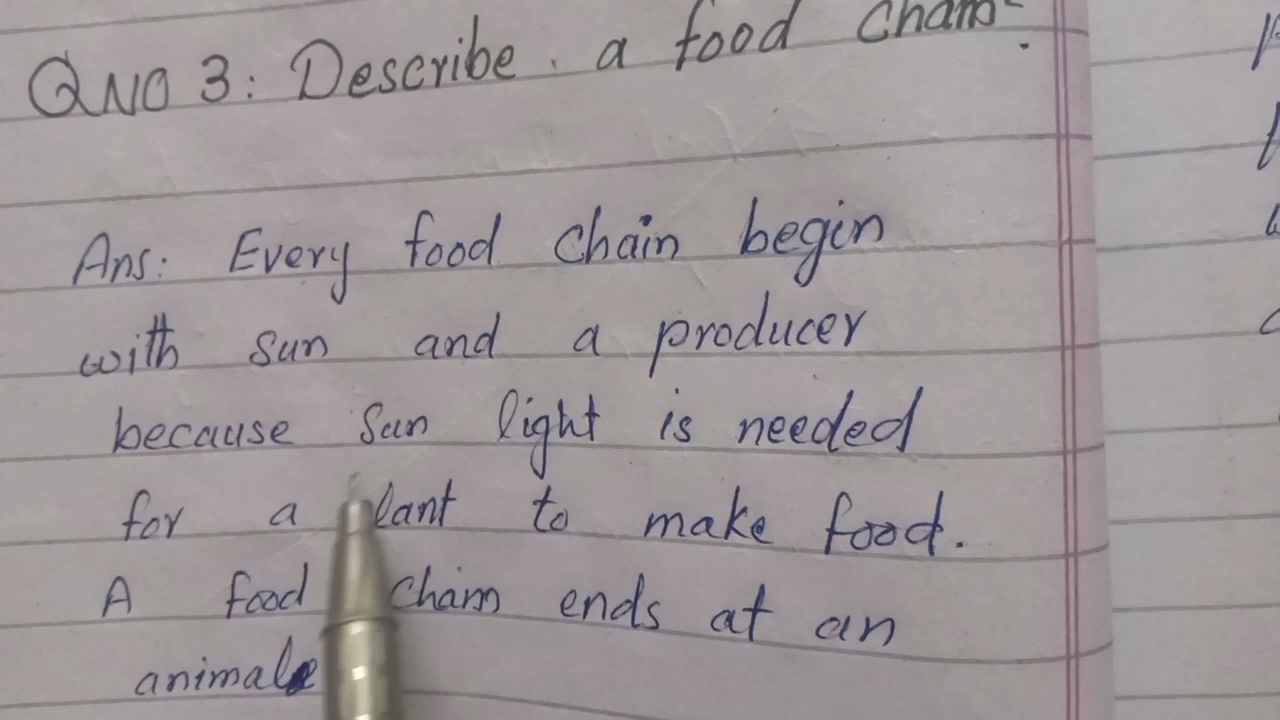 Q NO 3: Describe. a food chain.
Ans: Every food chain begin
with sun and a producer
because sun light is needed
for a plant to make food.
A food chain ends at an
animal